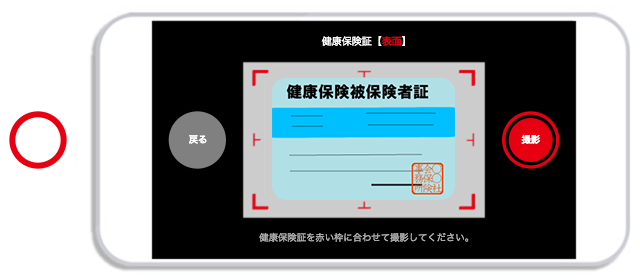 健康保険証【表面】
健康保険被保険者証
戻る
撮影
健康保険証を赤い枠に合わせて撮影してください。